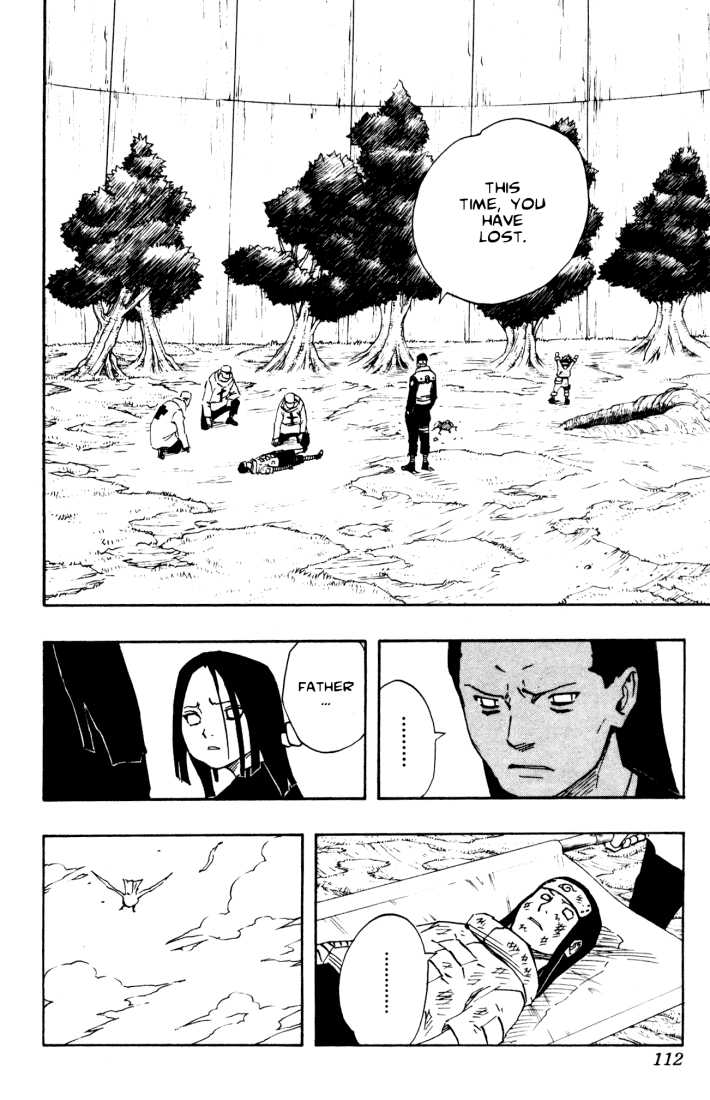 THIS
TIME, YOU
HAVE
LOST.
.........
FATHER
...
.........
112